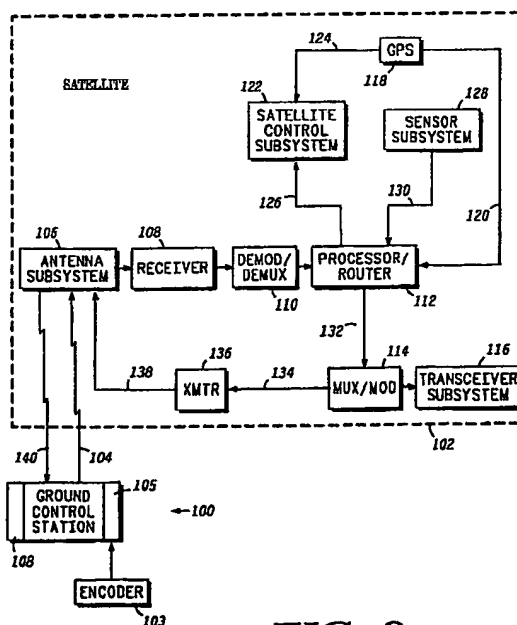 124
GPS
118
SATELLITE
122
SATELLITE
CONTROL
SUBSYSTEM
128
SENSOR
SUBSYSTEM
126
130
120
106
ANTENNA
SUBSYSTEM
108
RECEIVER
DEMOD/
DEMUX
110
PROCESSOR/
ROUTER
112
132
138
136
XMTR
134
114
MUX/MOD
116
TRANSCEIVER
SUBSYSTEM
102
140
104
GROUND
CONTROL
STATION
105
108
100
ENCODER
103